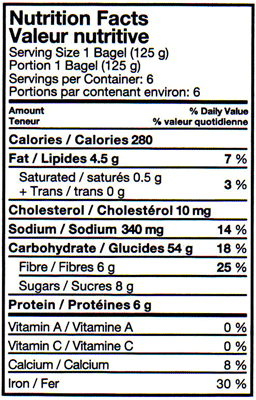 Nutrition Facts
Valeur nutritive
Serving Size 1 Bagel (125 g)
Portion 1 Bagel (125 g)
Servings per Container: 6
Portions par contenant environ: 6
Amount % Daily Value
Teneur % valeur quotidienne
Calories / Calories 280
Fat / Lipides 4.5 g 7 %
Saturated / saturés 0.5 g
+ Trans / trans 0 g 3 %
Cholesterol / Cholestérol 10 mg
Sodium / Sodium 340 mg 14 %
Carbohydrate / Glucides 54 g 18 %
Fibre / Fibres 6 g 25 %
Sugars / Sucres 8 g
Protein / Protéines 6 g
Vitamin A / Vitamine A 0 %
Vitamin C / Vitamine C 0 %
Calcium / Calcium 8 %
Iron / Fer 30 %